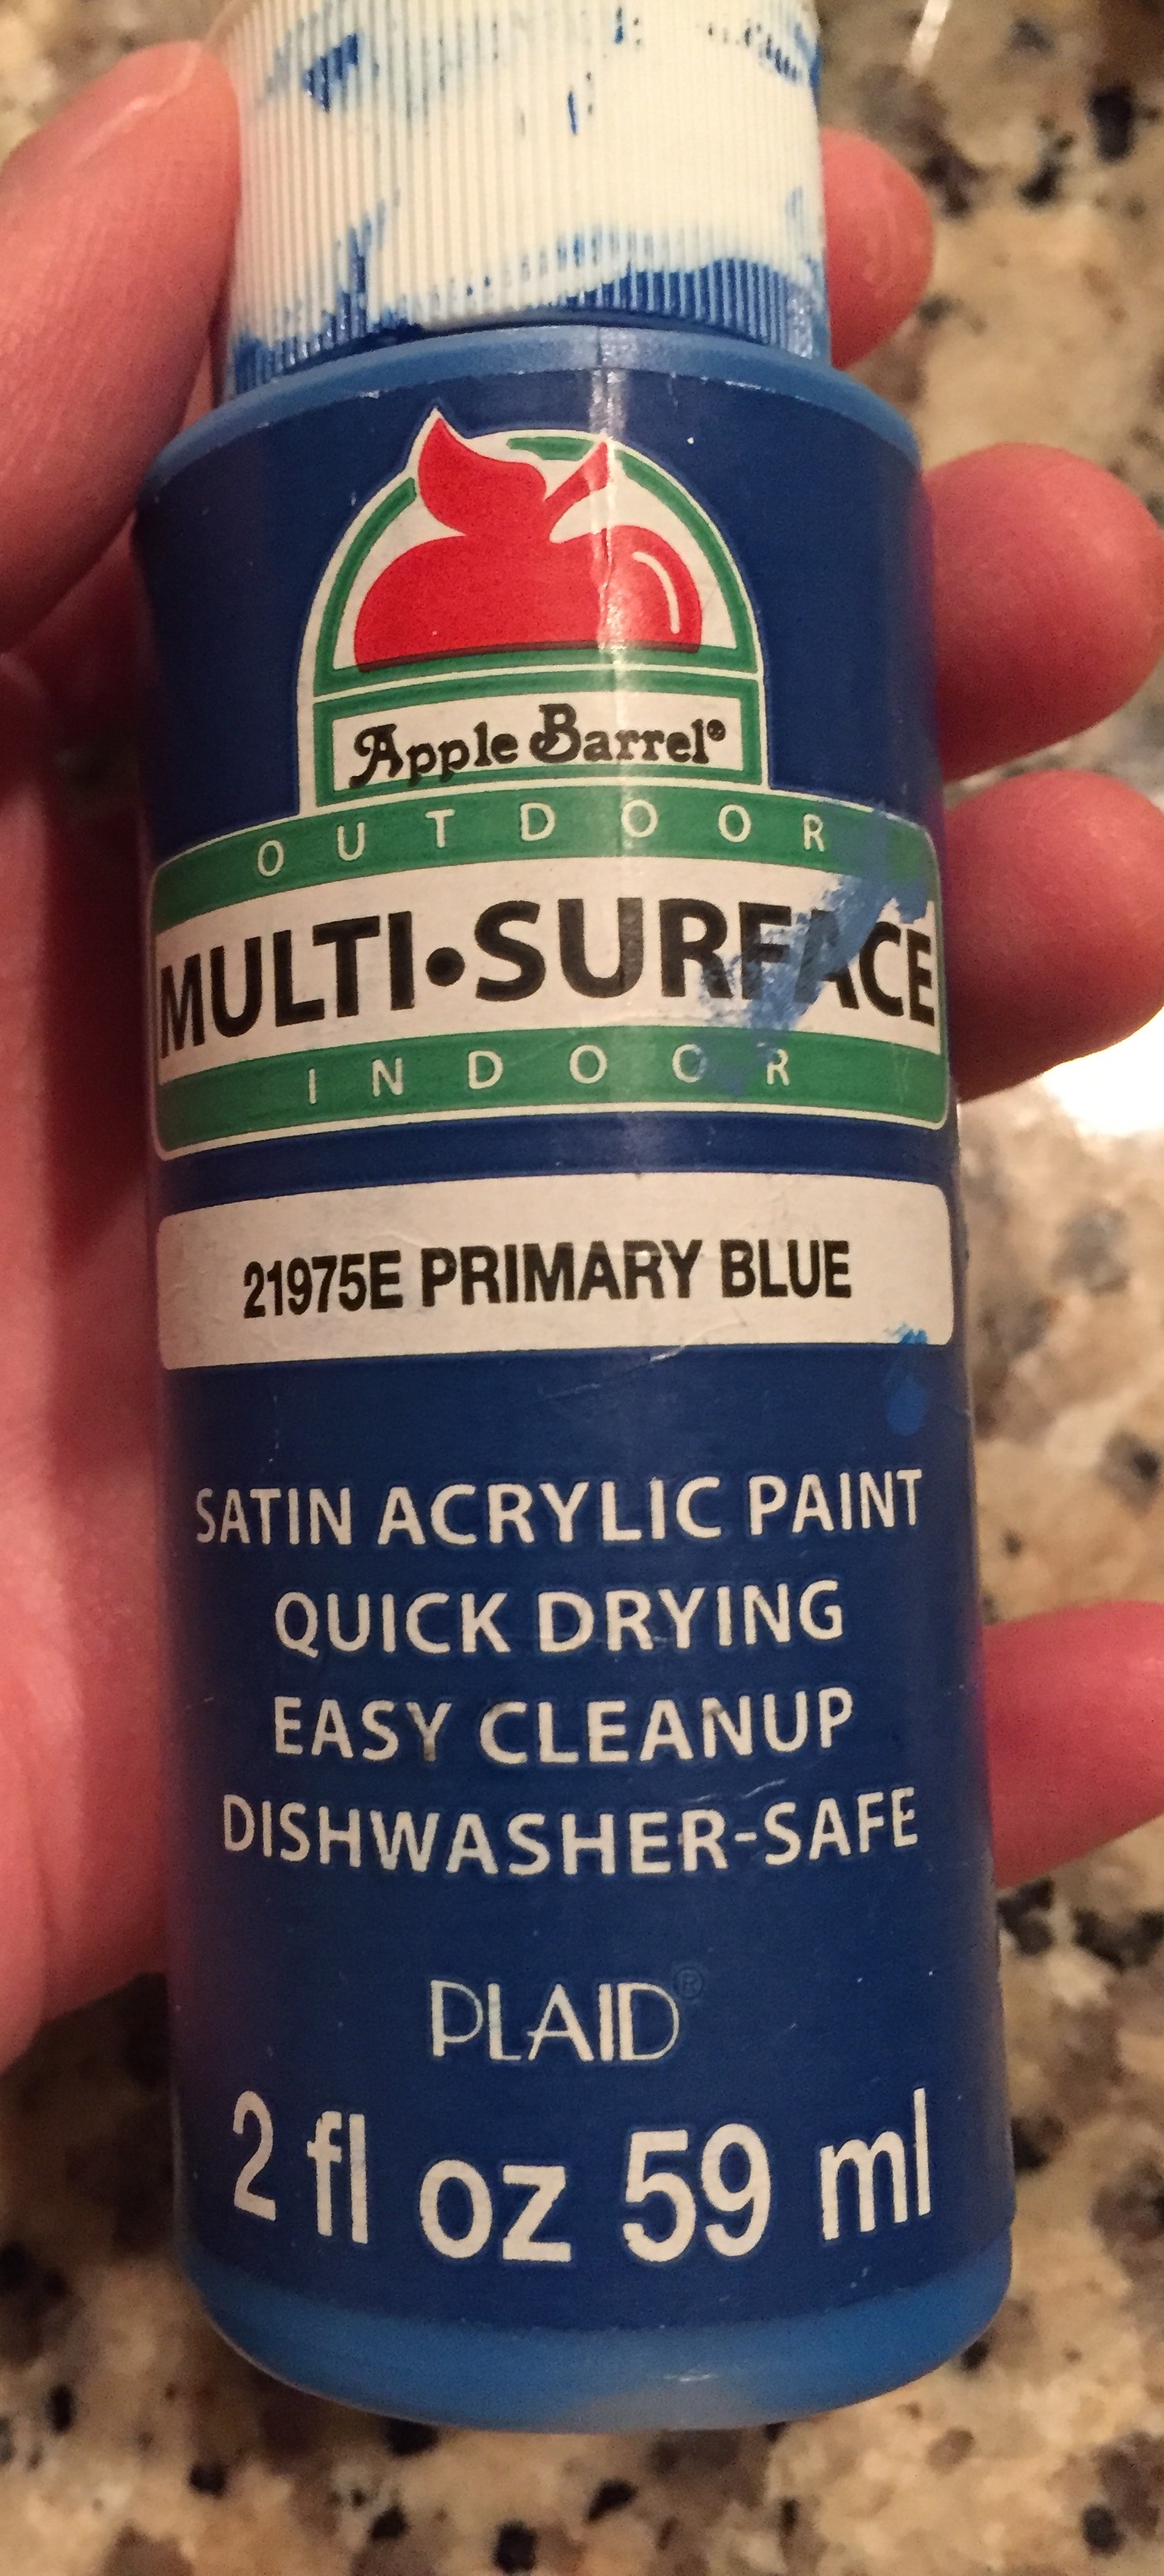 Apple Barrel®
OUTDOOR
MULTI•SURFACE
INDOOR
21975E PRIMARY BLUE
SATIN ACRYLIC PAINT
QUICK DRYING
EASY CLEANUP
DISHWASHER-SAFE
PLAID®
2 fl oz 59 ml